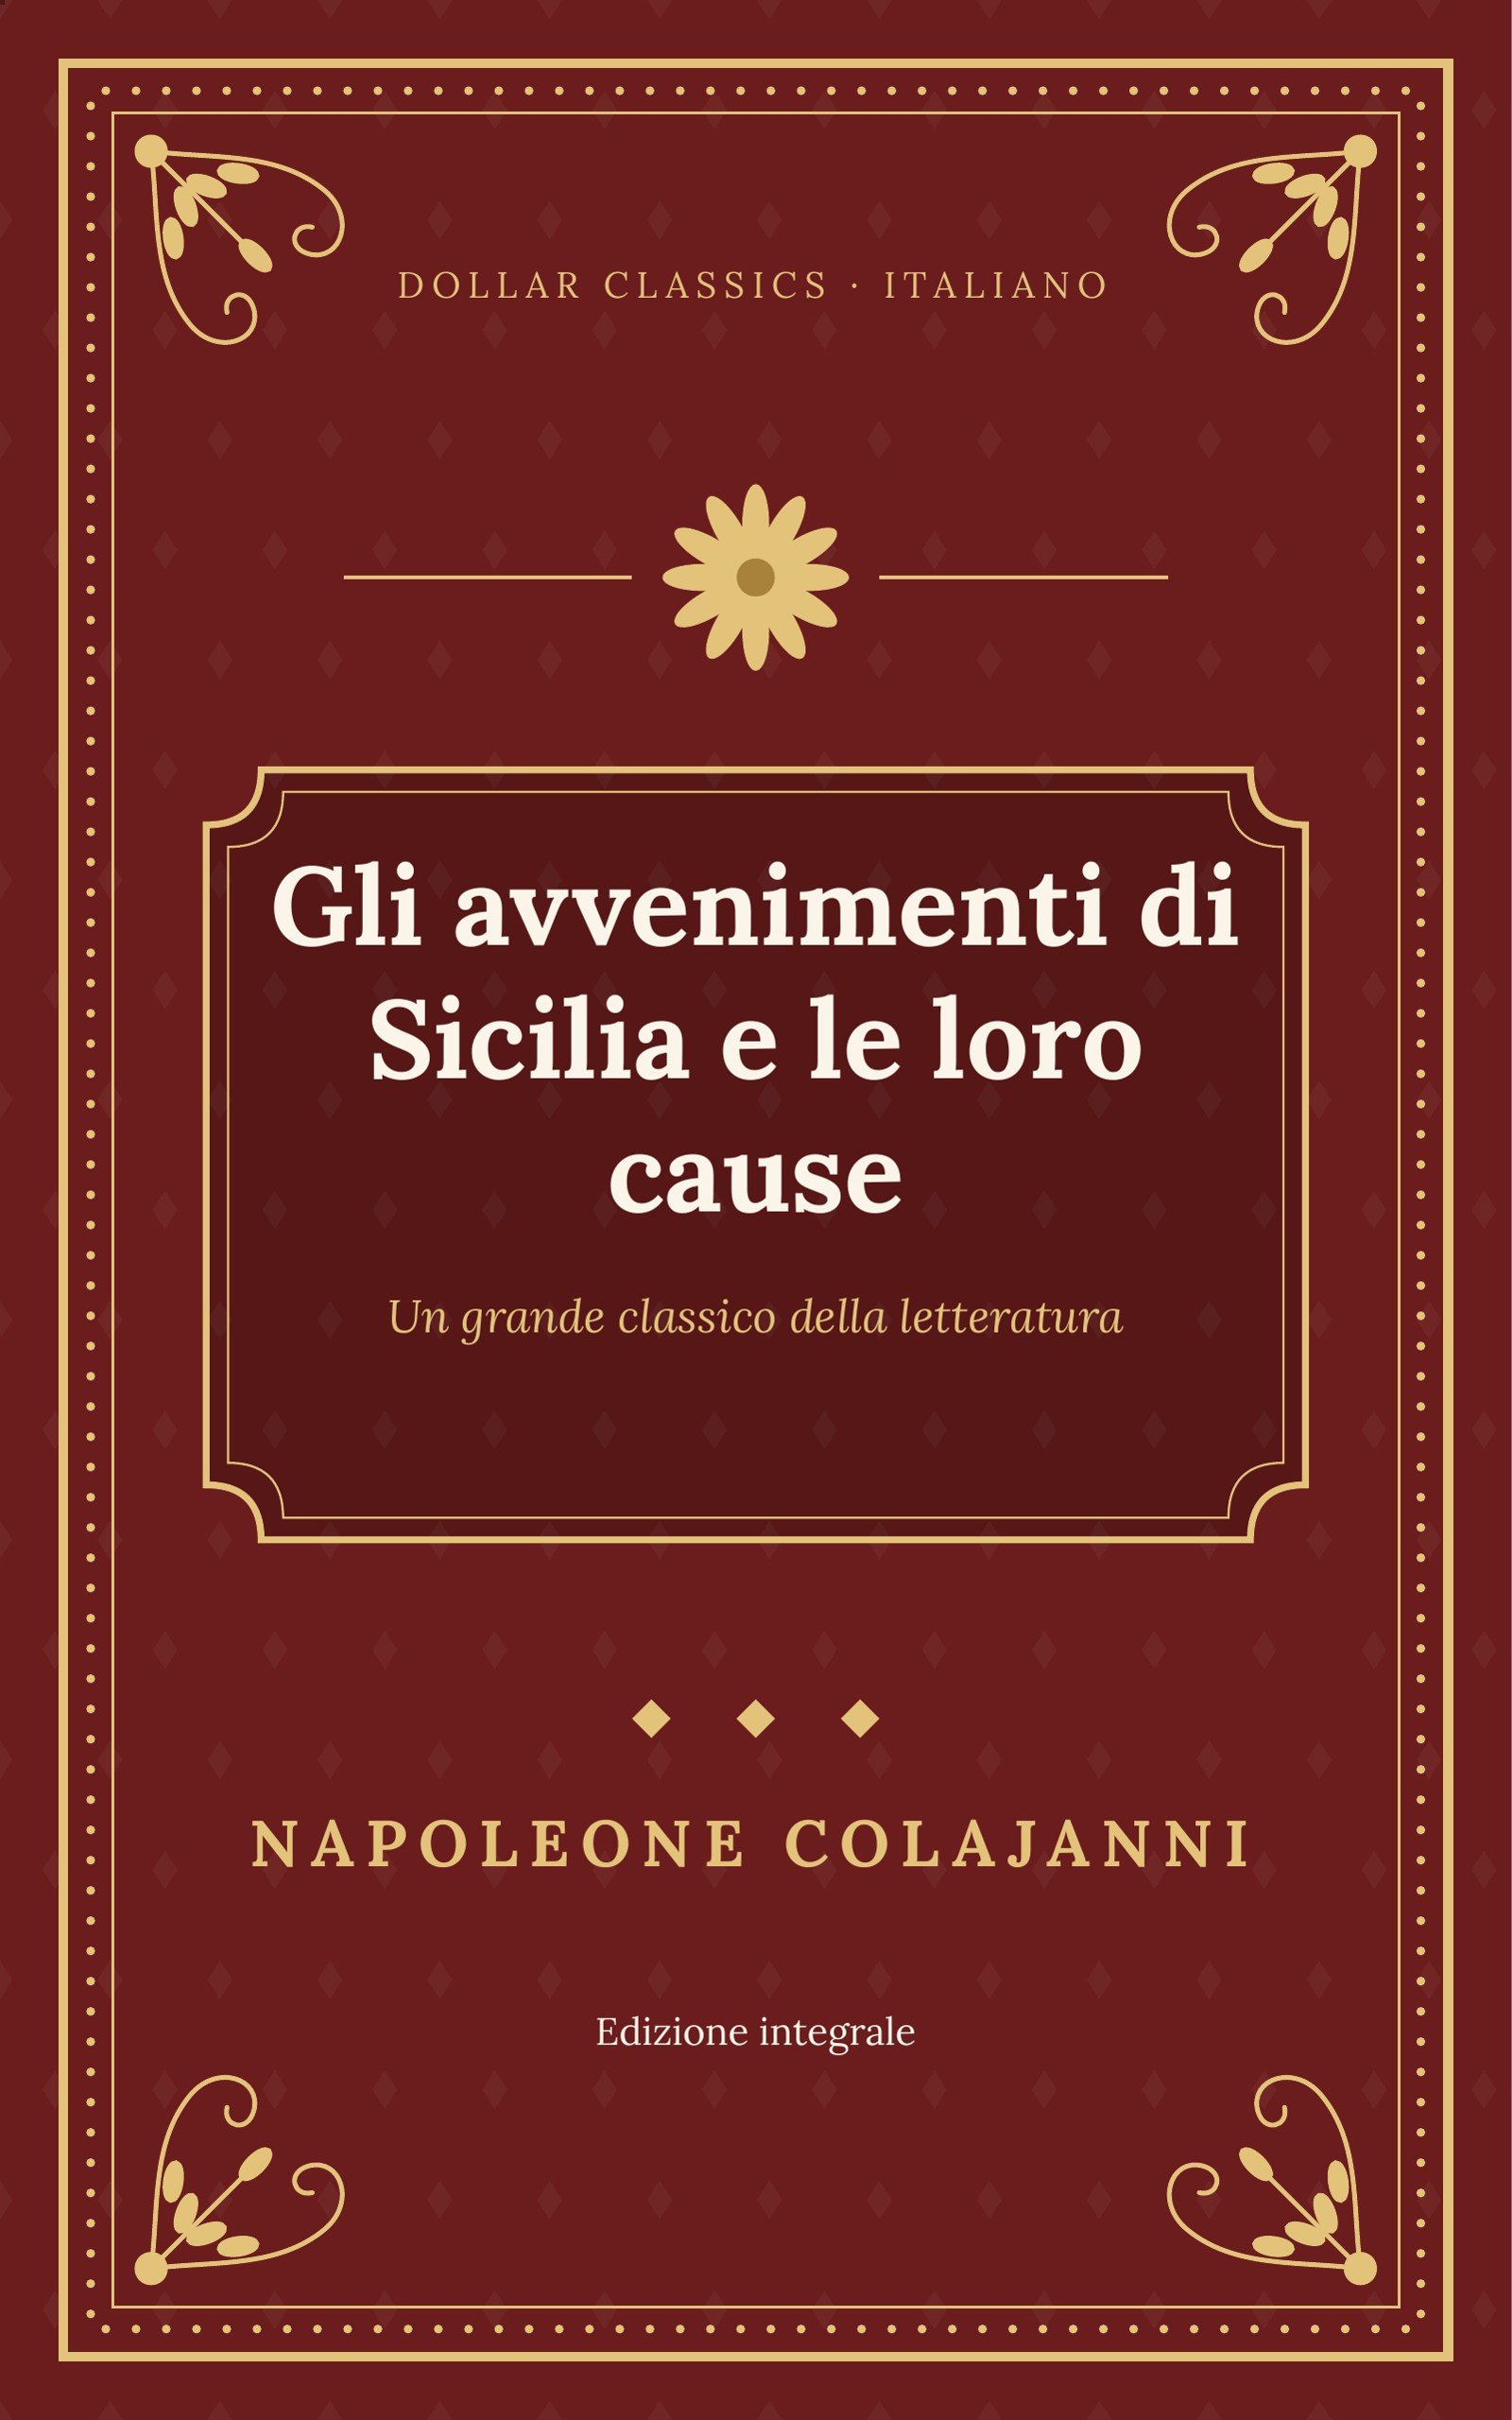 DOLLAR CLASSICS · ITALIANO
Gli avvenimenti di
Sicilia e le loro
cause
Un grande classico della letteratura
NAPOLEONE COLAJANNI
Edizione integrale